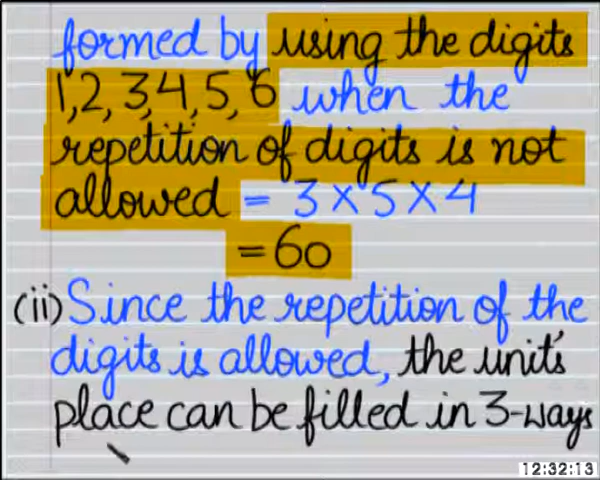 formed by using the digits
1,2,3,4,5,6 when the
repetition of digits is not
allowed = 3×5×4
=60
(ii) Since the repetition of the
digits is allowed, the unit's
place can be filled in 3-ways
12:32:13